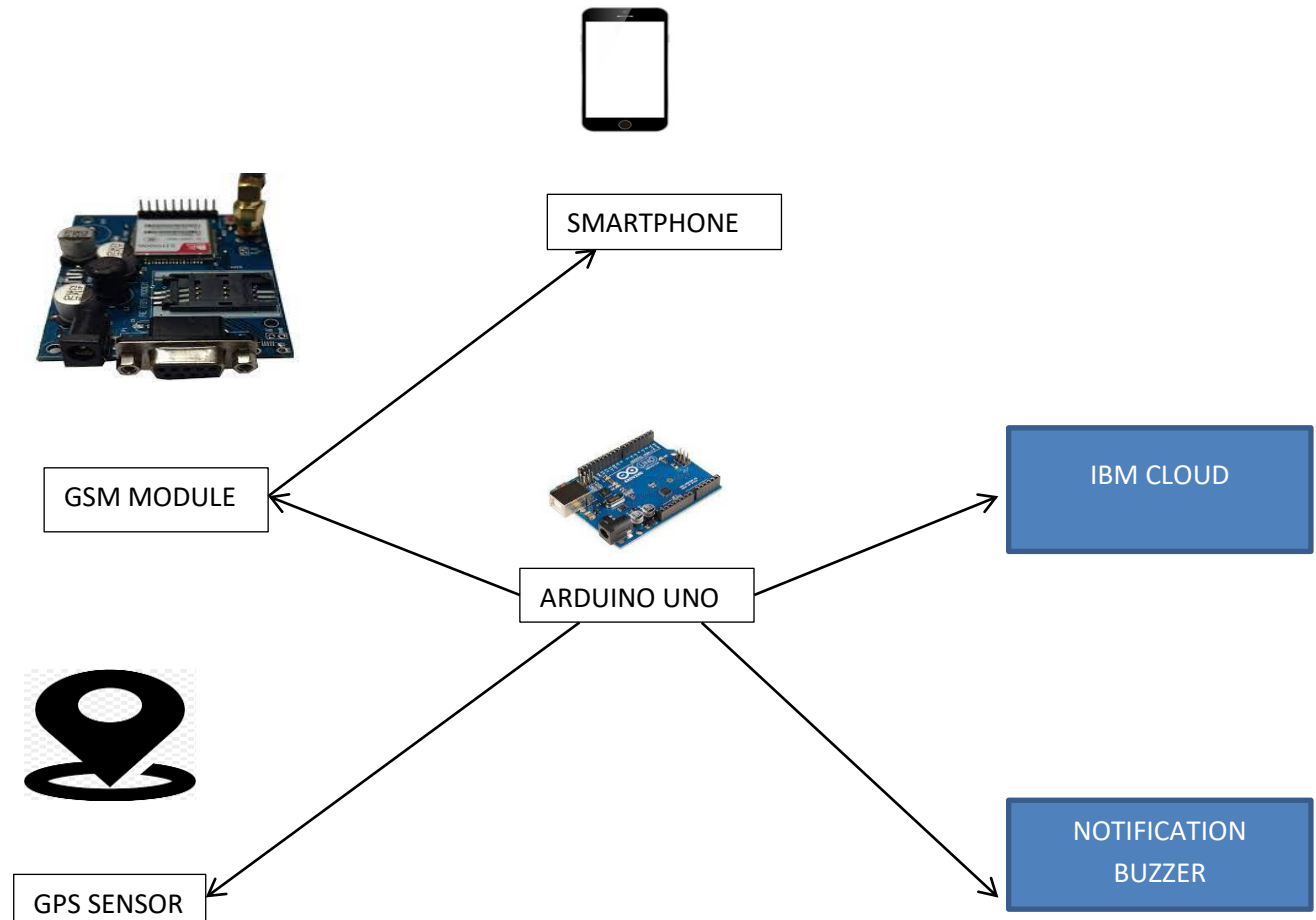 SMARTPHONE
GSM MODULE
IBM CLOUD
ARDUINO UNO
NOTIFICATION
BUZZER
GPS SENSOR